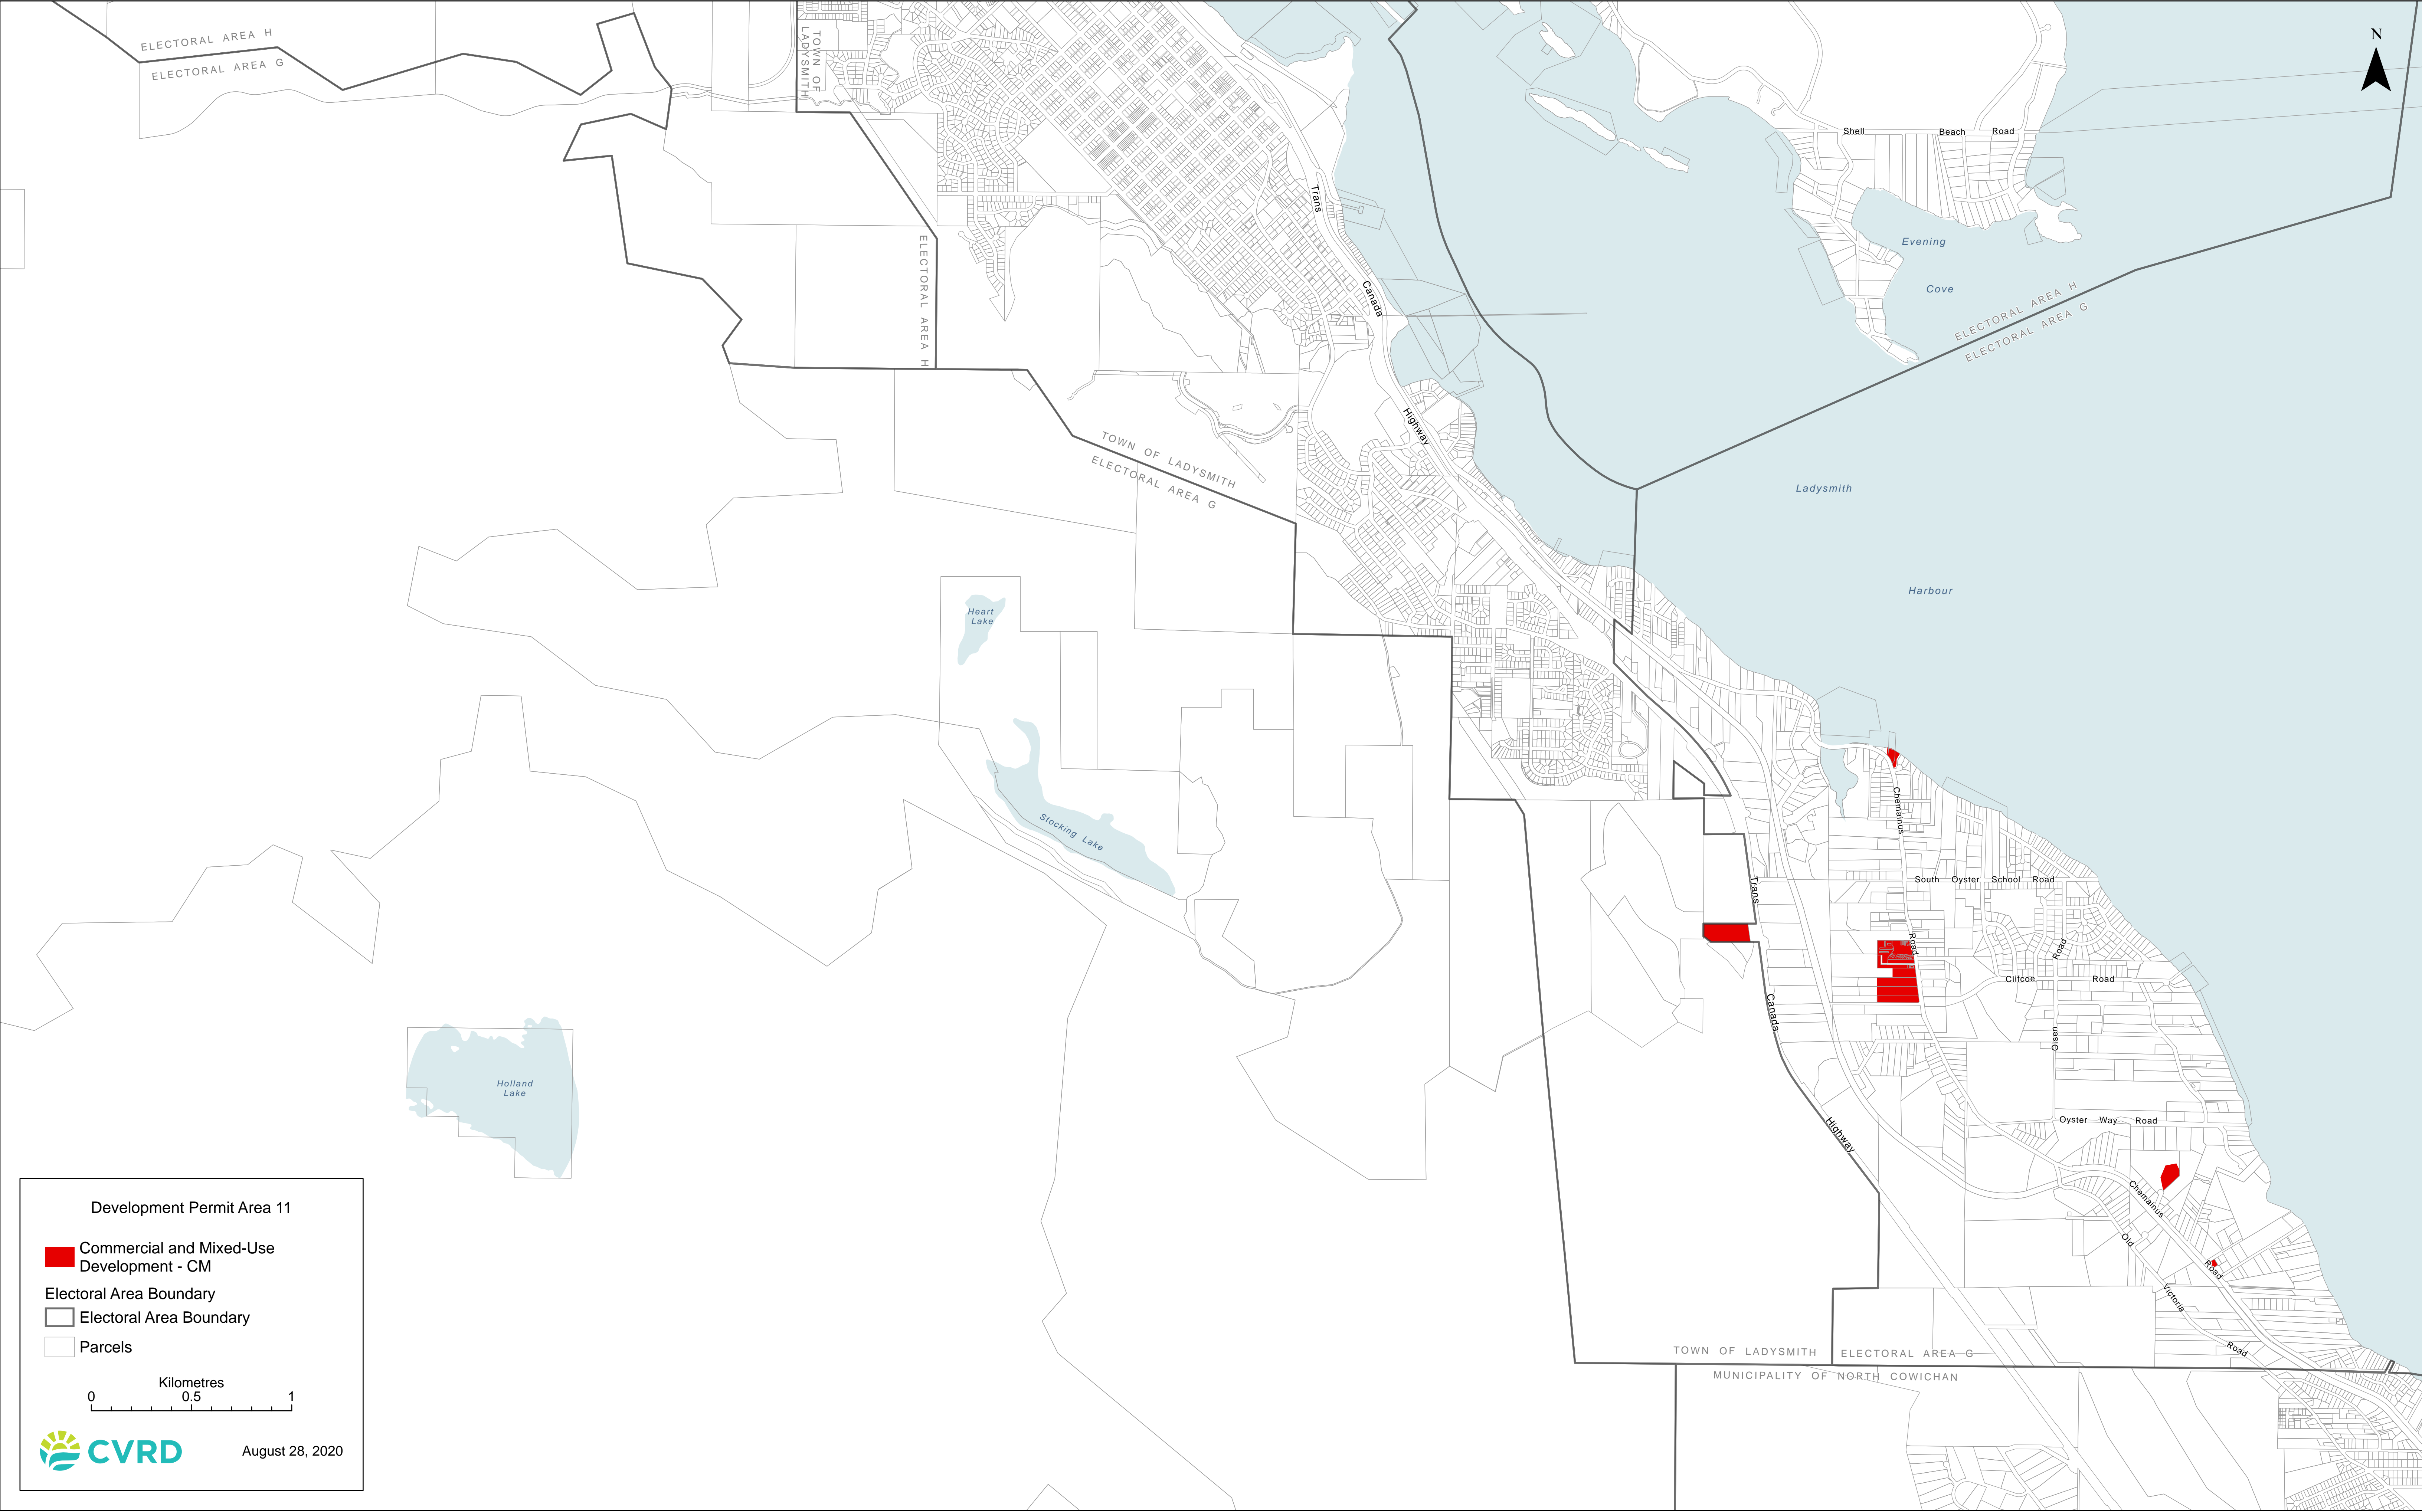 ELECTORAL AREA H
ELECTORAL AREA G
TOWN OF
LADYSMITH
N
Shell Beach Road
Trans
Canada
Highway
ELECTORAL AREA H
Evening
Cove
ELECTORAL AREA H
ELECTORAL AREA G
TOWN OF LADYSMITH
ELECTORAL AREA G
Ladysmith
Harbour
Heart
Lake
Stocking Lake
Chemainus
Road
South Oyster School Road
Trans
Canada
Highway
Clifcoe Road
Olsen
Road
Holland
Lake
Oyster Way Road
Chemainus
Road
Old
Victoria
Road
TOWN OF LADYSMITH
ELECTORAL AREA G
MUNICIPALITY OF NORTH COWICHAN
Development Permit Area 11
Commercial and Mixed-Use
Development - CM
Electoral Area Boundary
Electoral Area Boundary
Parcels
Kilometres
0 0.5 1
CVRD
August 28, 2020